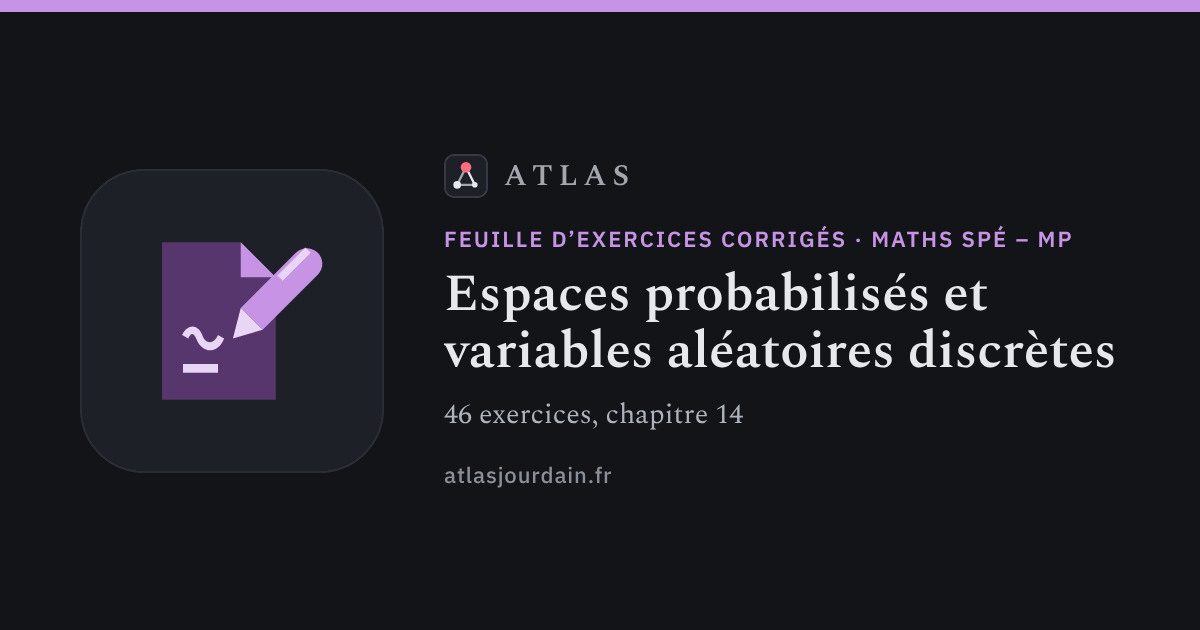 ATLAS
FEUILLE D’EXERCICES CORRIGÉS · MATHS SPÉ – MP
Espaces probabilisés et
variables aléatoires discrètes
46 exercices, chapitre 14
atlasjourdain.fr